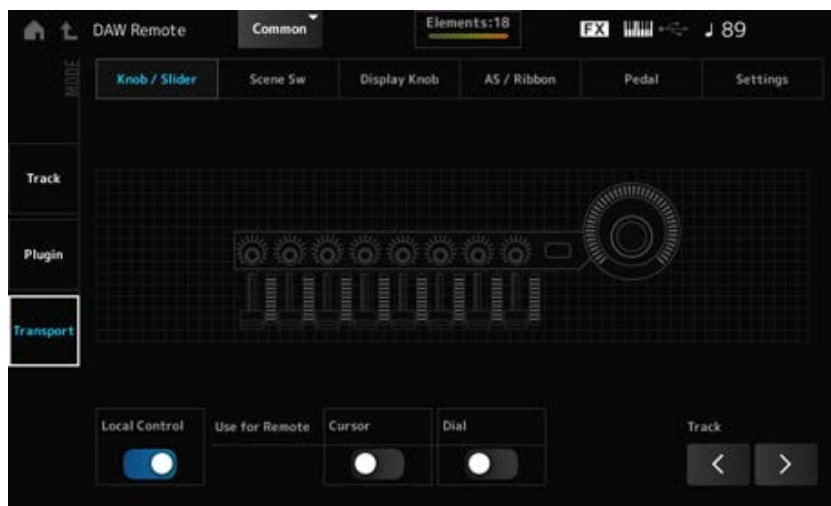 DAW Remote
Common
Elements:18
FX
♩ 89
MODE
Knob / Slider
Scene Sw
Display Knob
AS / Ribbon
Pedal
Settings
Track
Plugin
Transport
Local Control
Use for Remote
Cursor
Dial
Track